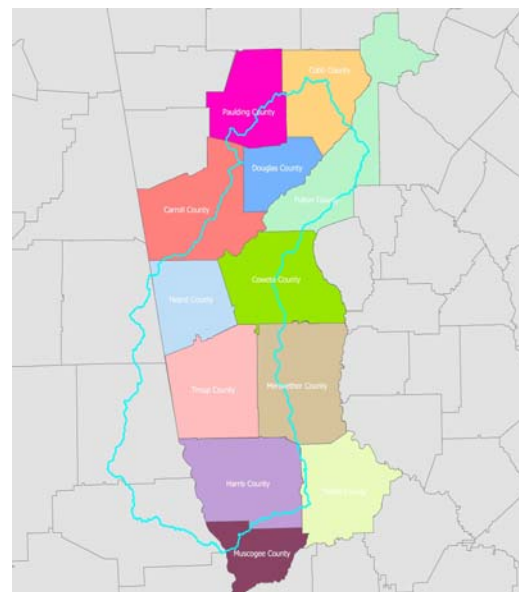 Cobb County
Paulding County
Douglas County
Fulton County
Carroll County
Coweta County
Heard County
Troup County
Meriwether County
Harris County
Muscogee County